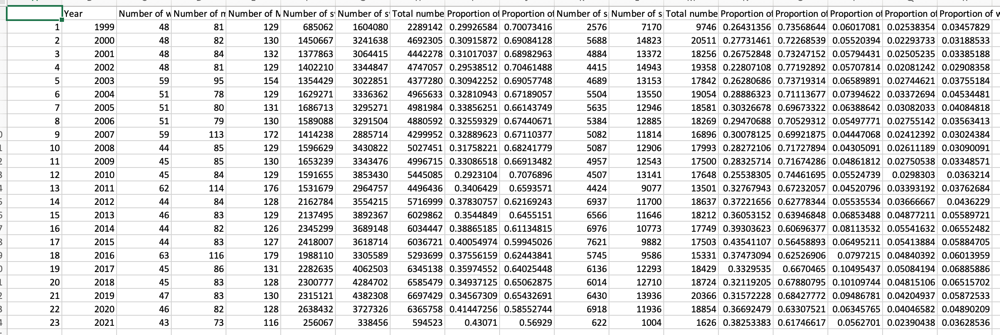 Year Number of w Number of m Number of M Number of s Number of s Total numbe Proportion of Proportion of Number of s Number of s Total numbe Proportion of Proportion of Proportion of Proportion of Proportion of w
1 1999 48 81 129 685062 1604080 2289142 0.29926584 0.70073416 2576 7170 9746 0.26431356 0.73568644 0.06017081 0.02538354 0.03457829
2 2000 48 82 130 1450667 3241638 4692305 0.30915872 0.69084128 5688 14823 20511 0.27731461 0.72268539 0.05520394 0.02293733 0.03188533
3 2001 48 84 132 1377863 3064415 4442278 0.31017037 0.68982963 4884 13372 18256 0.26752848 0.73247152 0.05794431 0.02505235 0.03385188
4 2002 48 81 129 1402210 3344847 4747057 0.29538512 0.70461488 4415 14943 19358 0.22807108 0.77192892 0.05707814 0.02081242 0.02908358
5 2003 59 95 154 1354429 3022851 4377280 0.30942252 0.69057748 4689 13153 17842 0.26280686 0.73719314 0.06589891 0.02744621 0.03755184
6 2004 51 78 129 1629271 3336362 4965633 0.32810943 0.67189057 5504 13550 19054 0.28886323 0.71113677 0.07394622 0.03372694 0.04534481
7 2005 51 80 131 1686713 3295271 4981984 0.33856251 0.66143749 5635 12946 18581 0.30326678 0.69673322 0.06388642 0.03082033 0.04084818
8 2006 51 79 130 1589088 3291504 4880592 0.32559329 0.67440671 5384 12885 18269 0.29470688 0.70529312 0.05497771 0.02755142 0.03563413
9 2007 59 113 172 1414238 2885714 4299952 0.32889623 0.67110377 5082 11814 16896 0.30078125 0.69921875 0.04447068 0.02412392 0.03024384
10 2008 44 85 129 1596629 3430822 5027451 0.31758221 0.68241779 5087 12906 17993 0.28272106 0.71727894 0.04305091 0.02611189 0.03090091
11 2009 45 85 130 1653239 3343476 4996715 0.33086518 0.66913482 4957 12543 17500 0.28325714 0.71674286 0.04861812 0.02750538 0.03348571
12 2010 45 84 129 1591655 3853430 5445085 0.2923104 0.7076896 4507 13141 17648 0.25538305 0.74461695 0.05524739 0.0298303 0.0363214
13 2011 62 114 176 1531679 2964757 4496436 0.3406429 0.6593571 4424 9077 13501 0.32767943 0.67232057 0.04520796 0.03393192 0.03762684
14 2012 44 84 128 2162784 3554215 5716999 0.37830757 0.62169243 6937 11700 18637 0.37221656 0.62778344 0.05535534 0.03666667 0.0436229
15 2013 46 83 129 2137495 3892367 6029862 0.3544849 0.6455151 6566 11646 18212 0.36053152 0.63946848 0.06853488 0.04877211 0.05589721
16 2014 44 82 126 2345299 3689148 6034447 0.38865185 0.61134815 6976 10773 17749 0.39303623 0.60696377 0.08113532 0.05541632 0.06552482
17 2015 44 83 127 2418007 3618714 6036721 0.40054974 0.59945026 7621 9882 17503 0.43541107 0.56458893 0.06495211 0.05413884 0.05884705
18 2016 63 116 179 1988110 3305589 5293699 0.37556159 0.62443841 5745 9586 15331 0.37473094 0.62526906 0.0797215 0.04840392 0.06013959
19 2017 45 86 131 2282635 4062503 6345138 0.35974552 0.64025448 6136 12293 18429 0.3329535 0.6670465 0.10495437 0.05084194 0.06885886
20 2018 45 83 128 2300777 4284702 6585479 0.34937125 0.65062875 6014 12710 18724 0.32119205 0.67880795 0.10109744 0.04815106 0.06515702
21 2019 47 83 130 2315121 4382308 6697429 0.34567309 0.65432691 6430 13936 20366 0.31572228 0.68427772 0.09486781 0.04204937 0.05872533
22 2020 46 82 128 2638432 3727326 6365758 0.41447256 0.58552744 6918 11936 18854 0.36692479 0.63307521 0.06345765 0.04046582 0.04890209
23 2021 43 73 116 256067 338456 594523 0.43071 0.56929 622 1004 1626 0.38253383 0.61746617 0.0562701 0.02390438 0.03628536